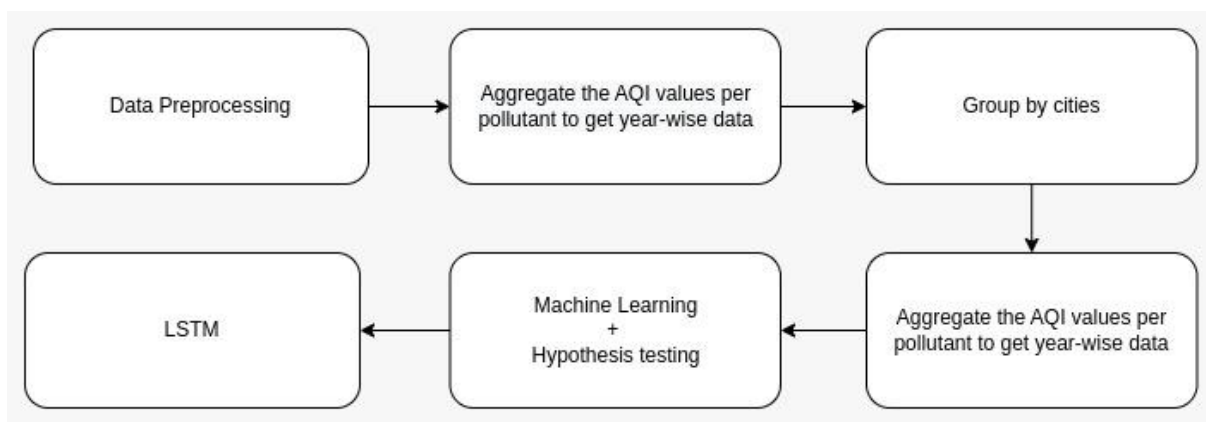 Data Preprocessing
Aggregate the AQI values per
pollutant to get year-wise data
Group by cities
Aggregate the AQI values per
pollutant to get year-wise data
Machine Learning
+
Hypothesis testing
LSTM